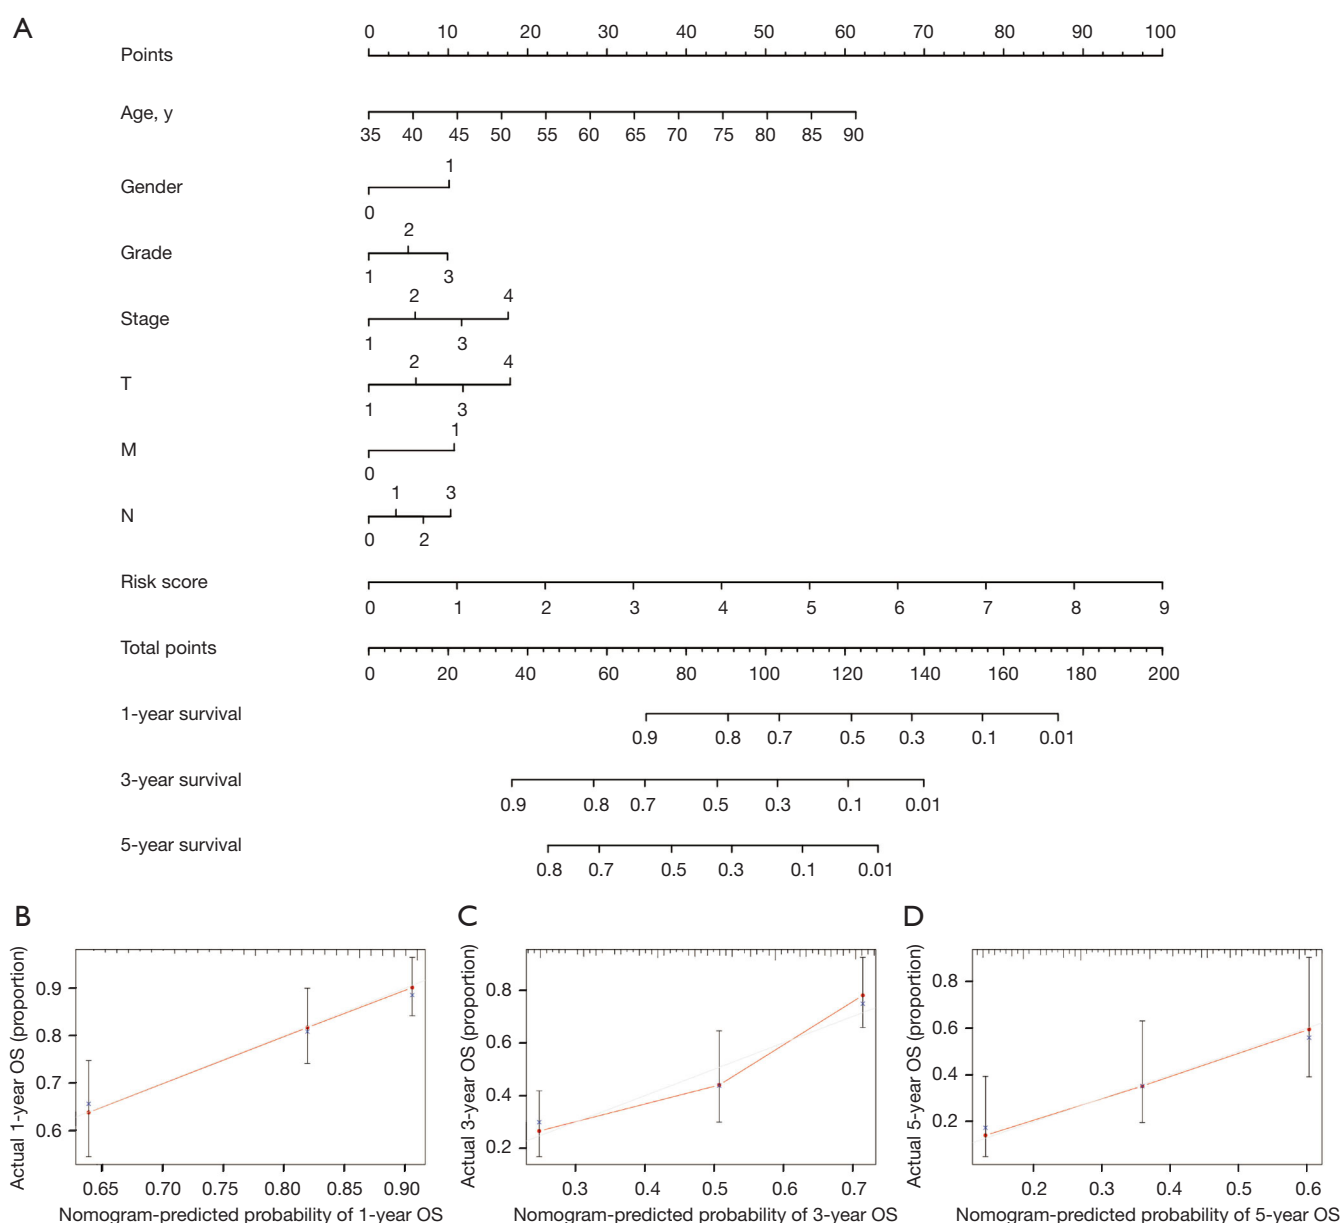 A
0 10 20 30 40 50 60 70 80 90 100
Points
Age, y
35 40 45 50 55 60 65 70 75 80 85 90
1
Gender
0
2
Grade
1 3
2 4
Stage
1 3
2 4
T
1 3
1
M
0
1 3
N
0 2
Risk score
0 1 2 3 4 5 6 7 8 9
Total points
0 20 40 60 80 100 120 140 160 180 200
1-year survival
0.9 0.8 0.7 0.5 0.3 0.1 0.01
3-year survival
0.9 0.8 0.7 0.5 0.3 0.1 0.01
5-year survival
0.8 0.7 0.5 0.3 0.1 0.01
B
Actual 1-year OS (proportion)
0.9
0.8
0.7
0.6
0.65 0.70 0.75 0.80 0.85 0.90
Nomogram-predicted probability of 1-year OS
C
Actual 3-year OS (proportion)
0.8
0.6
0.4
0.2
0.3 0.4 0.5 0.6 0.7
Nomogram-predicted probability of 3-year OS
D
Actual 5-year OS (proportion)
0.8
0.6
0.4
0.2
0.2 0.3 0.4 0.5 0.6
Nomogram-predicted probability of 5-year OS